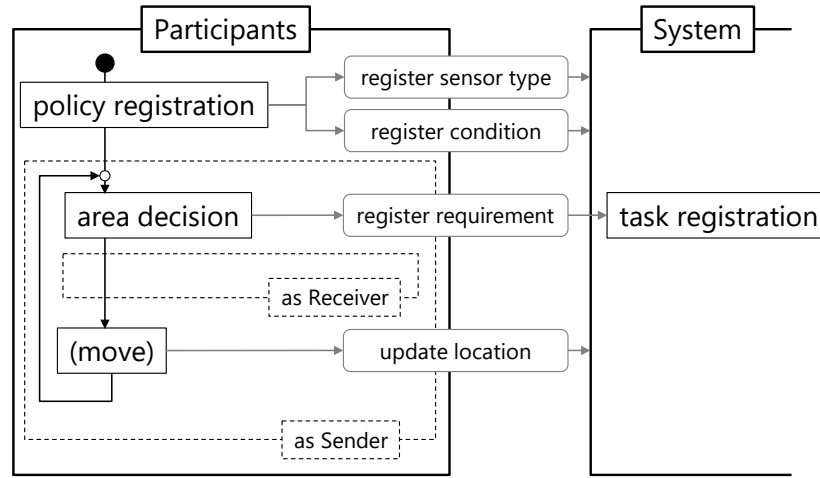 Participants
System
policy registration
register sensor type
register condition
area decision
register requirement
task registration
as Receiver
(move)
update location
as Sender